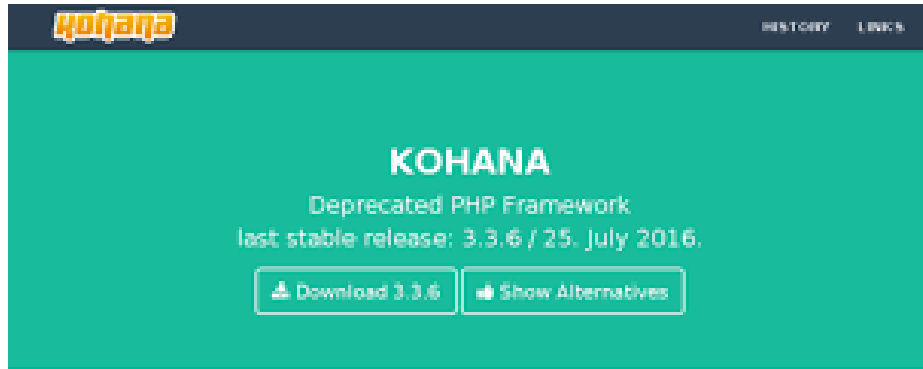 kohana
HISTORY LINKS
KOHANA
Deprecated PHP Framework
last stable release: 3.3.6 / 25. July 2016.
Download 3.3.6 Show Alternatives